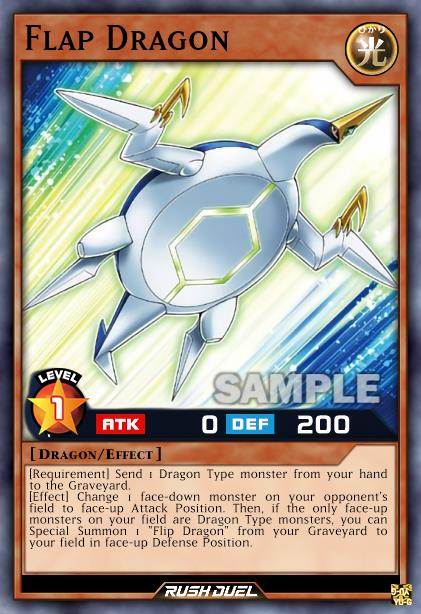 FLAP DRAGON
ひかり
光
SAMPLE
LEVEL
1
ATK 0 DEF 200
[DRAGON/EFFECT]
[Requirement] Send 1 Dragon Type monster from your hand
to the Graveyard.
[Effect] Change 1 face-down monster on your opponent's
field to face-up Attack Position. Then, if the only face-up
monsters on your field are Dragon Type monsters, you can
Special Summon 1 "Flip Dragon" from your Graveyard to
your field in face-up Defense Position.
RUSH DUEL